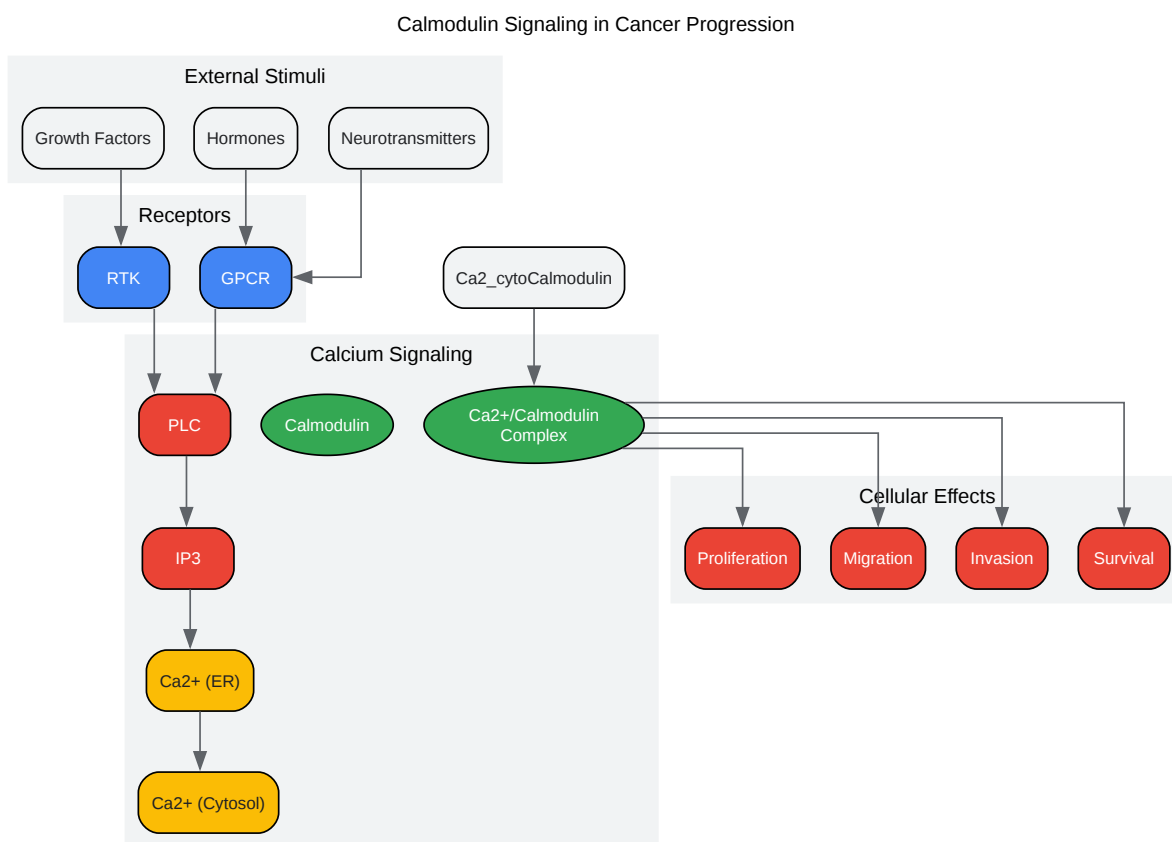 Calmodulin Signaling in Cancer Progression
External Stimuli
Growth Factors
Hormones
Neurotransmitters
Receptors
RTK
GPCR
Ca2_cytoCalmodulin
Calcium Signaling
PLC
Calmodulin
Ca2+/Calmodulin
Complex
Cellular Effects
IP3
Proliferation
Migration
Invasion
Survival
Ca2+ (ER)
Ca2+ (Cytosol)